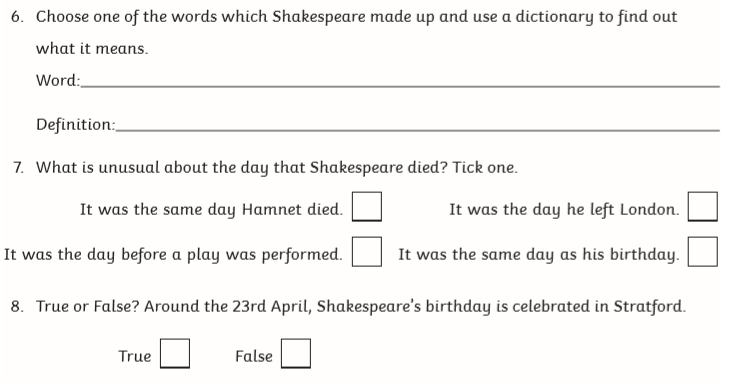 6. Choose one of the words which Shakespeare made up and use a dictionary to find out
what it means.
Word:
Definition:
7. What is unusual about the day that Shakespeare died? Tick one.
It was the same day Hamnet died. It was the day he left London.
It was the day before a play was performed. It was the same day as his birthday.
8. True or False? Around the 23rd April, Shakespeare's birthday is celebrated in Stratford.
True False